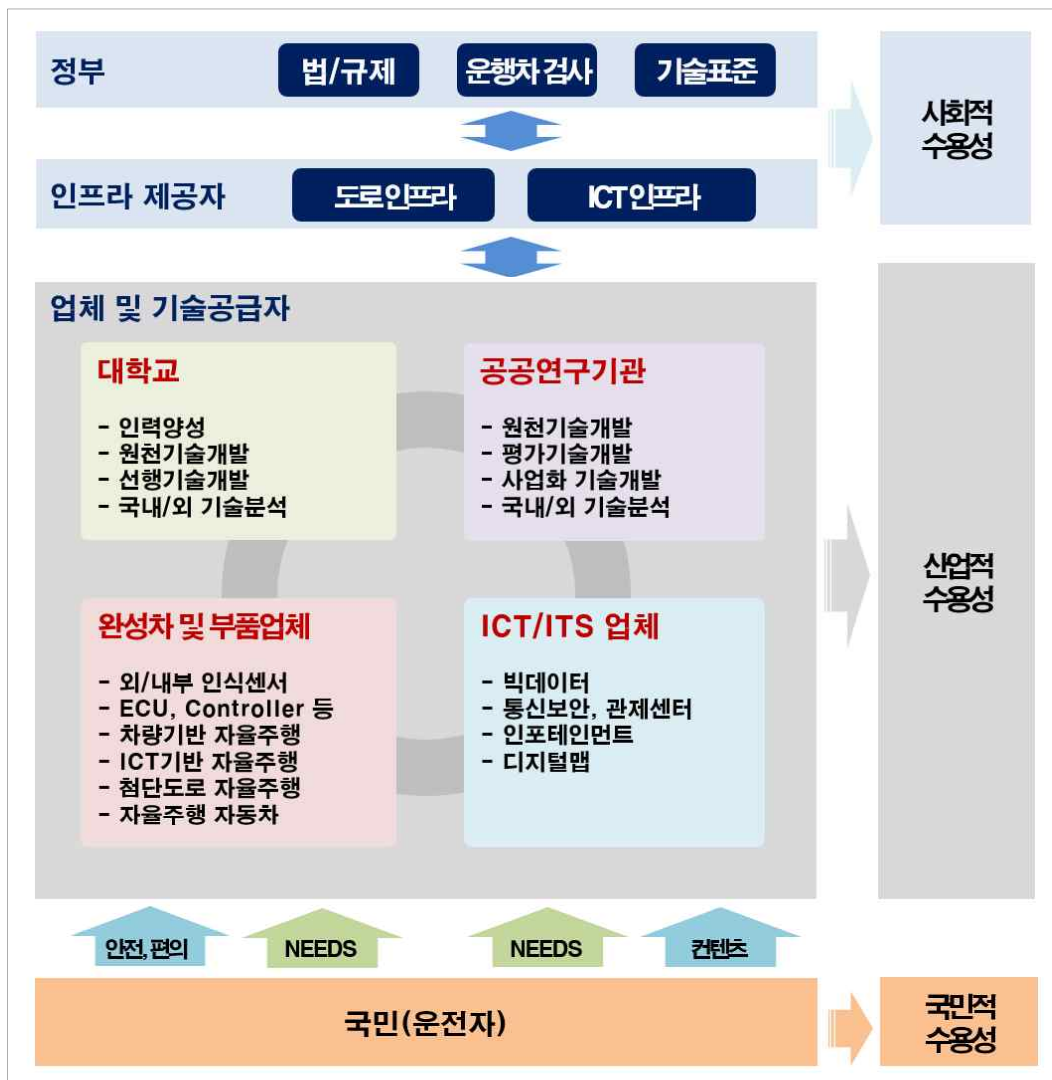 정부
법/규제
운행차 검사
기술표준
사회적
수용성
인프라 제공자
도로인프라
ICT인프라
업체 및 기술공급자
대학교
- 인력양성
- 원천기술개발
- 선행기술개발
- 국내/외 기술분석
공공연구기관
- 원천기술개발
- 평가기술개발
- 사업화 기술개발
- 국내/외 기술분석
완성차 및 부품업체
- 외/내부 인식센서
- ECU, Controller 등
- 차량기반 자율주행
- ICT기반 자율주행
- 첨단도로 자율주행
- 자율주행 자동차
ICT/ITS 업체
- 빅데이터
- 통신보안, 관제센터
- 인포테인먼트
- 디지털맵
산업적
수용성
안전, 편의
NEEDS
NEEDS
컨텐츠
국민(운전자)
국민적
수용성